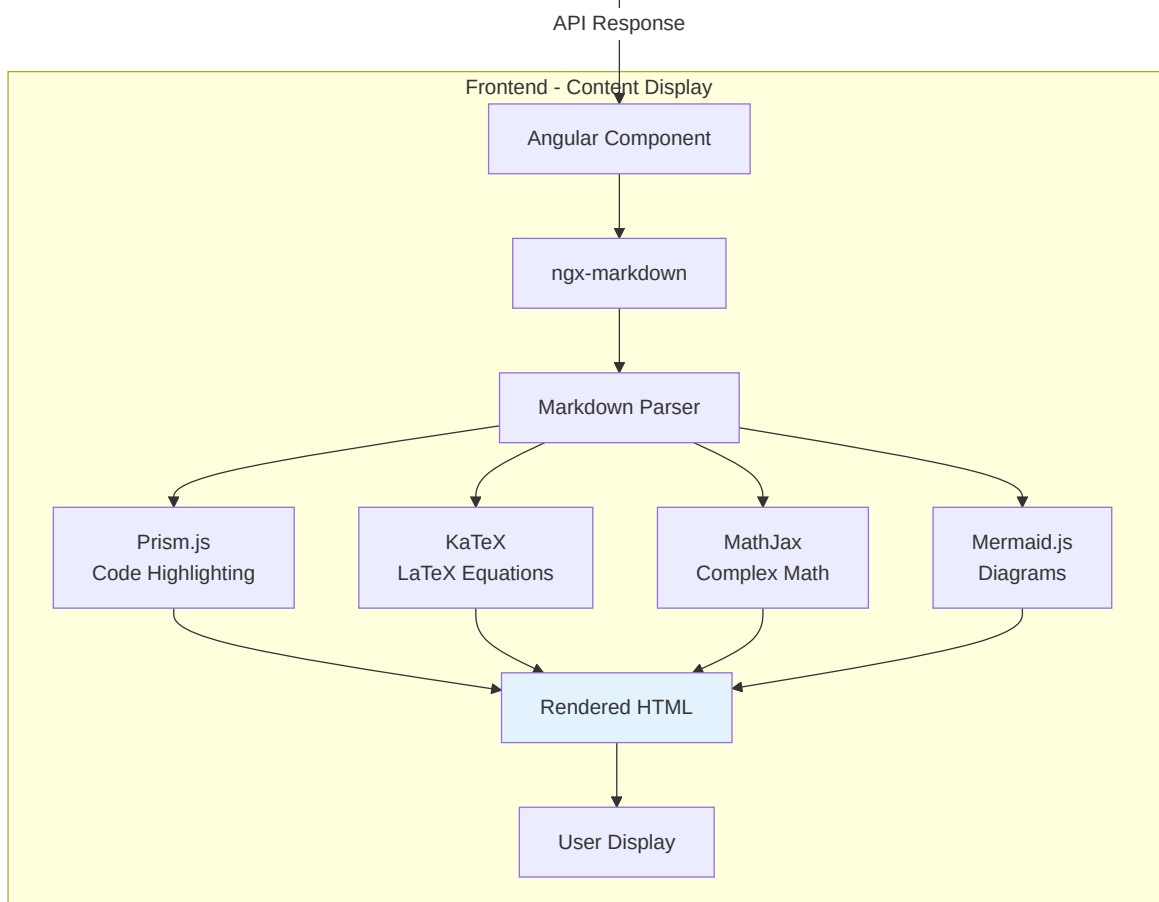 API Response
Frontend - Content Display
Angular Component
ngx-markdown
Markdown Parser
Prism.js
Code Highlighting
KaTeX
LaTeX Equations
MathJax
Complex Math
Mermaid.js
Diagrams
Rendered HTML
User Display